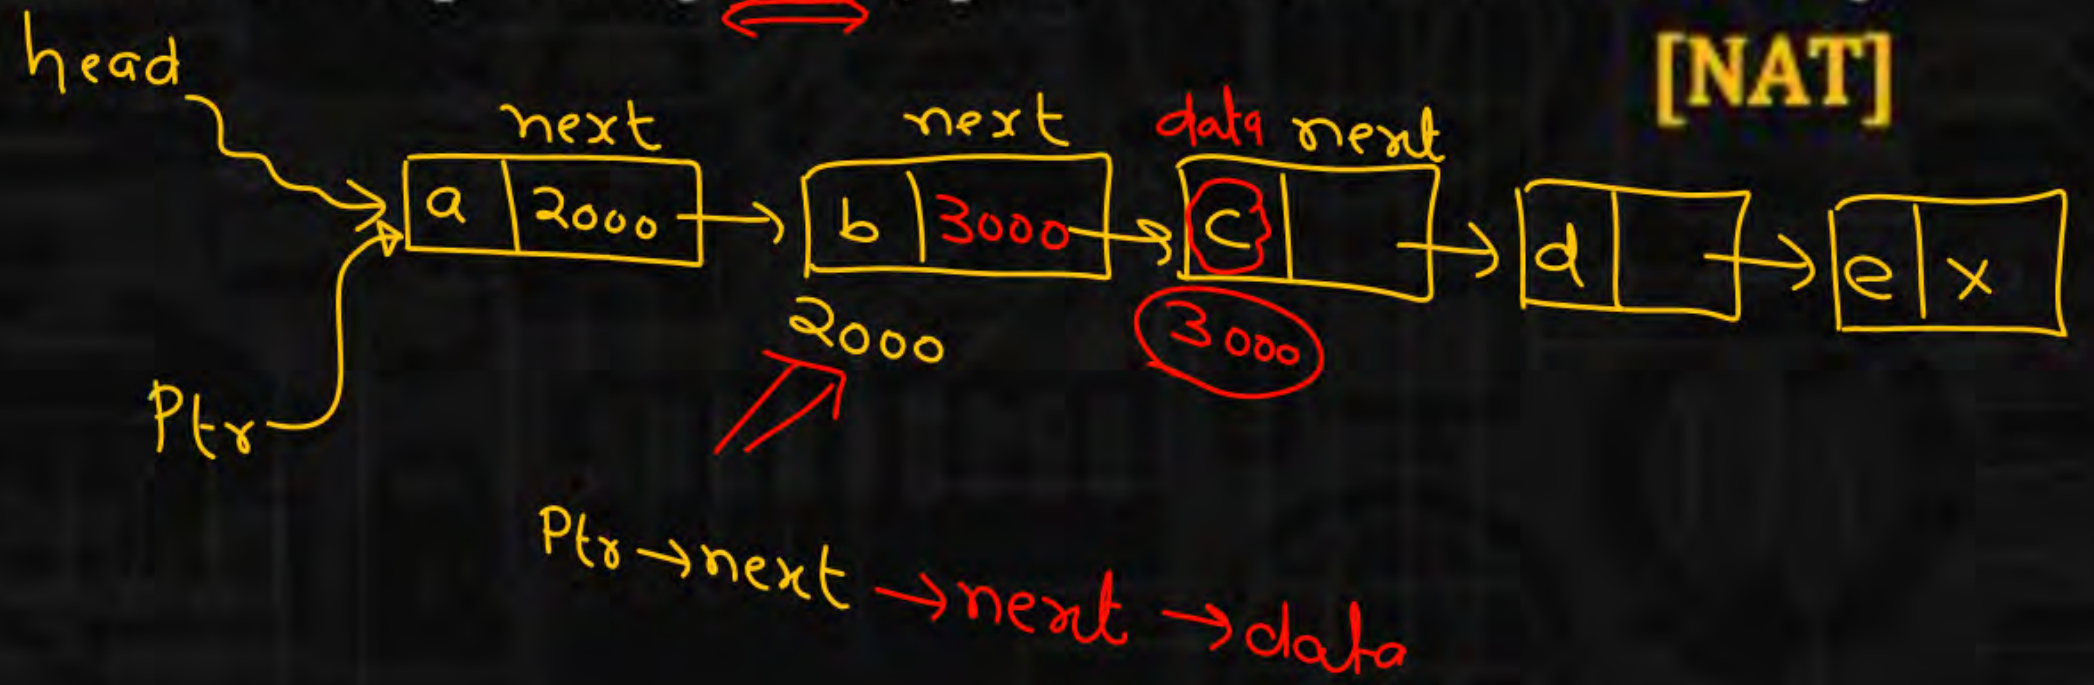 [NAT]
head
next next data next
a 2000 b 3000 c d e x
2000 3000
Ptr
Ptr→next→next→data